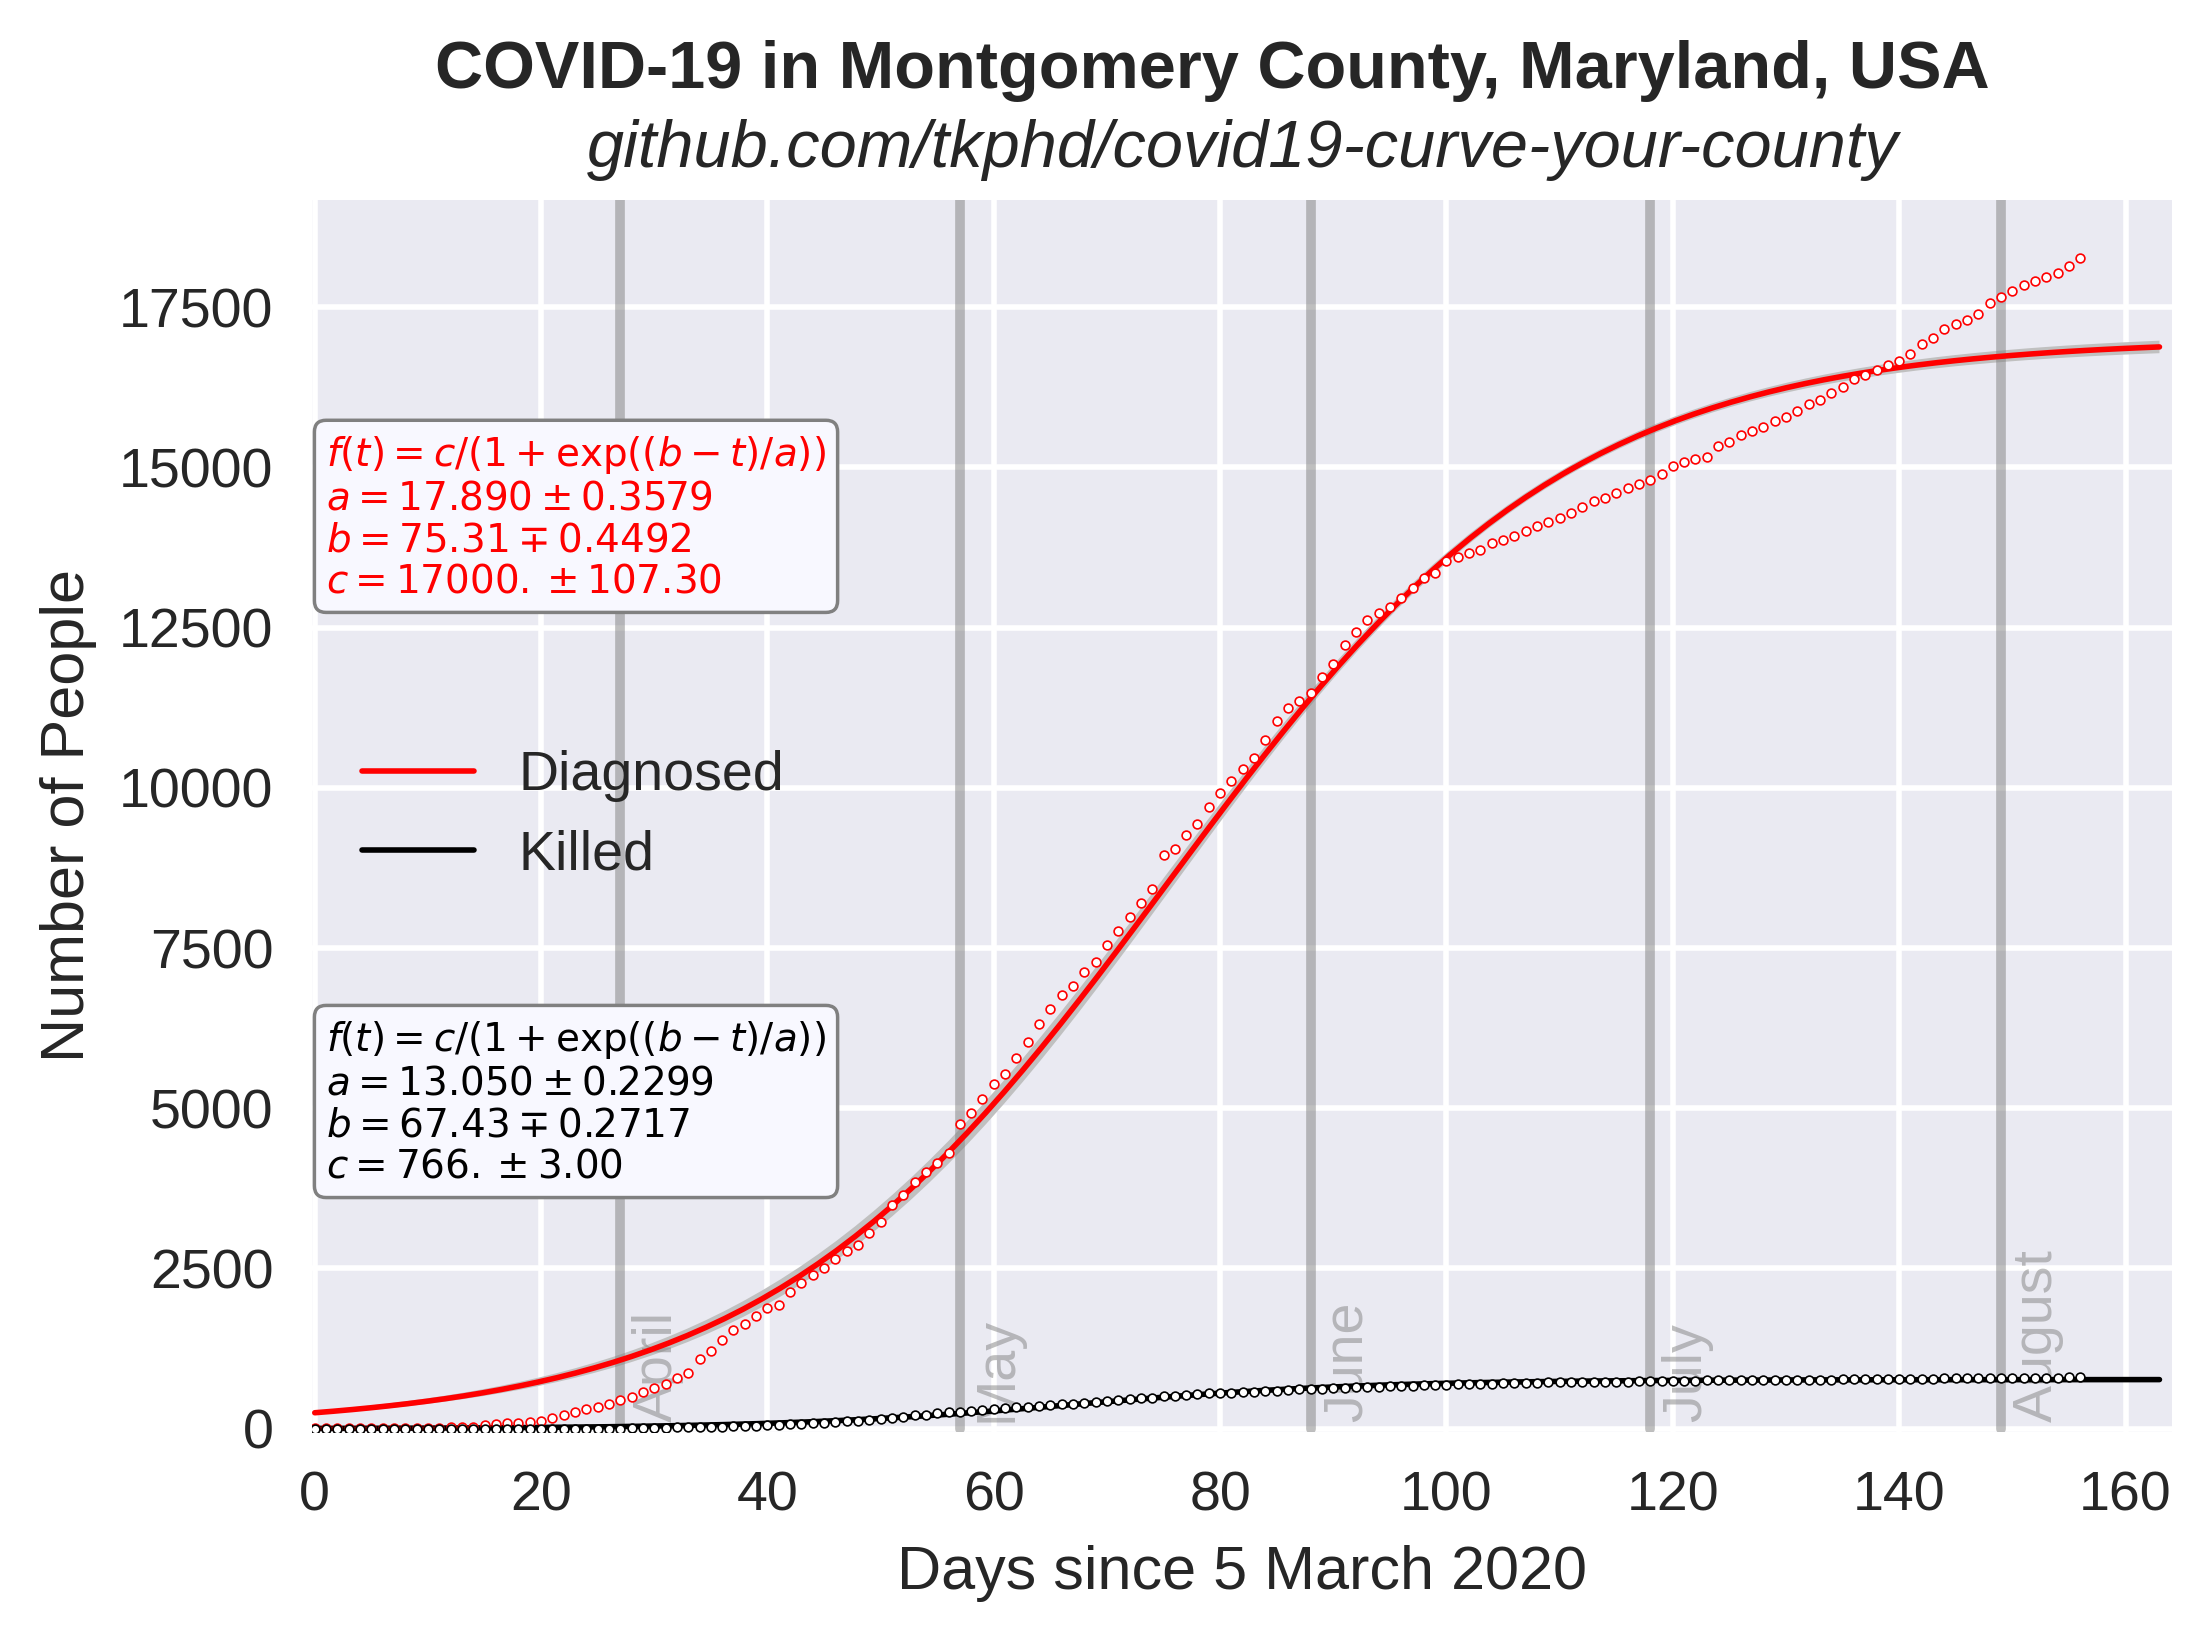 COVID-19 in Montgomery County, Maryland, USA
github.com/tkphd/covid19-curve-your-county
17500
15000
12500
10000
7500
5000
2500
0
Number of People
f(t) = c/(1 + exp((b − t)/a))
a = 17.890 ± 0.3579
b = 75.31 ∓ 0.4492
c = 17000. ± 107.30
Diagnosed
Killed
f(t) = c/(1 + exp((b − t)/a))
a = 13.050 ± 0.2299
b = 67.43 ∓ 0.2717
c = 766. ± 3.00
April
May
June
July
August
0 20 40 60 80 100 120 140 160
Days since 5 March 2020